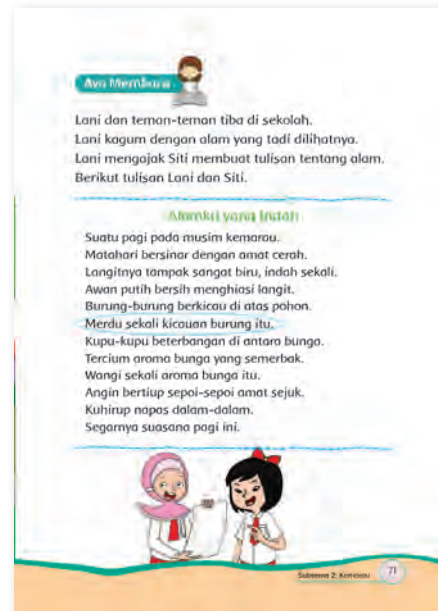 Ayo Membaca
Lani dan teman-teman tiba di sekolah.
Lani kagum dengan alam yang tadi dilihatnya.
Lani mengajak Siti membuat tulisan tentang alam.
Berikut tulisan Lani dan Siti.
Alamku yang Indah
Suatu pagi pada musim kemarau.
Matahari bersinar dengan amat cerah.
Langitnya tampak sangat biru, indah sekali.
Awan putih bersih menghiasi langit.
Burung-burung berkicau di atas pohon.
Merdu sekali kicauan burung itu.
Kupu-kupu beterbangan di antara bunga.
Tercium aroma bunga yang semerbak.
Wangi sekali aroma bunga itu.
Angin bertiup sepoi-sepoi amat sejuk.
Kuhirup napas dalam-dalam.
Segarnya suasana pagi ini.
Subtema 2: Kemarau 71